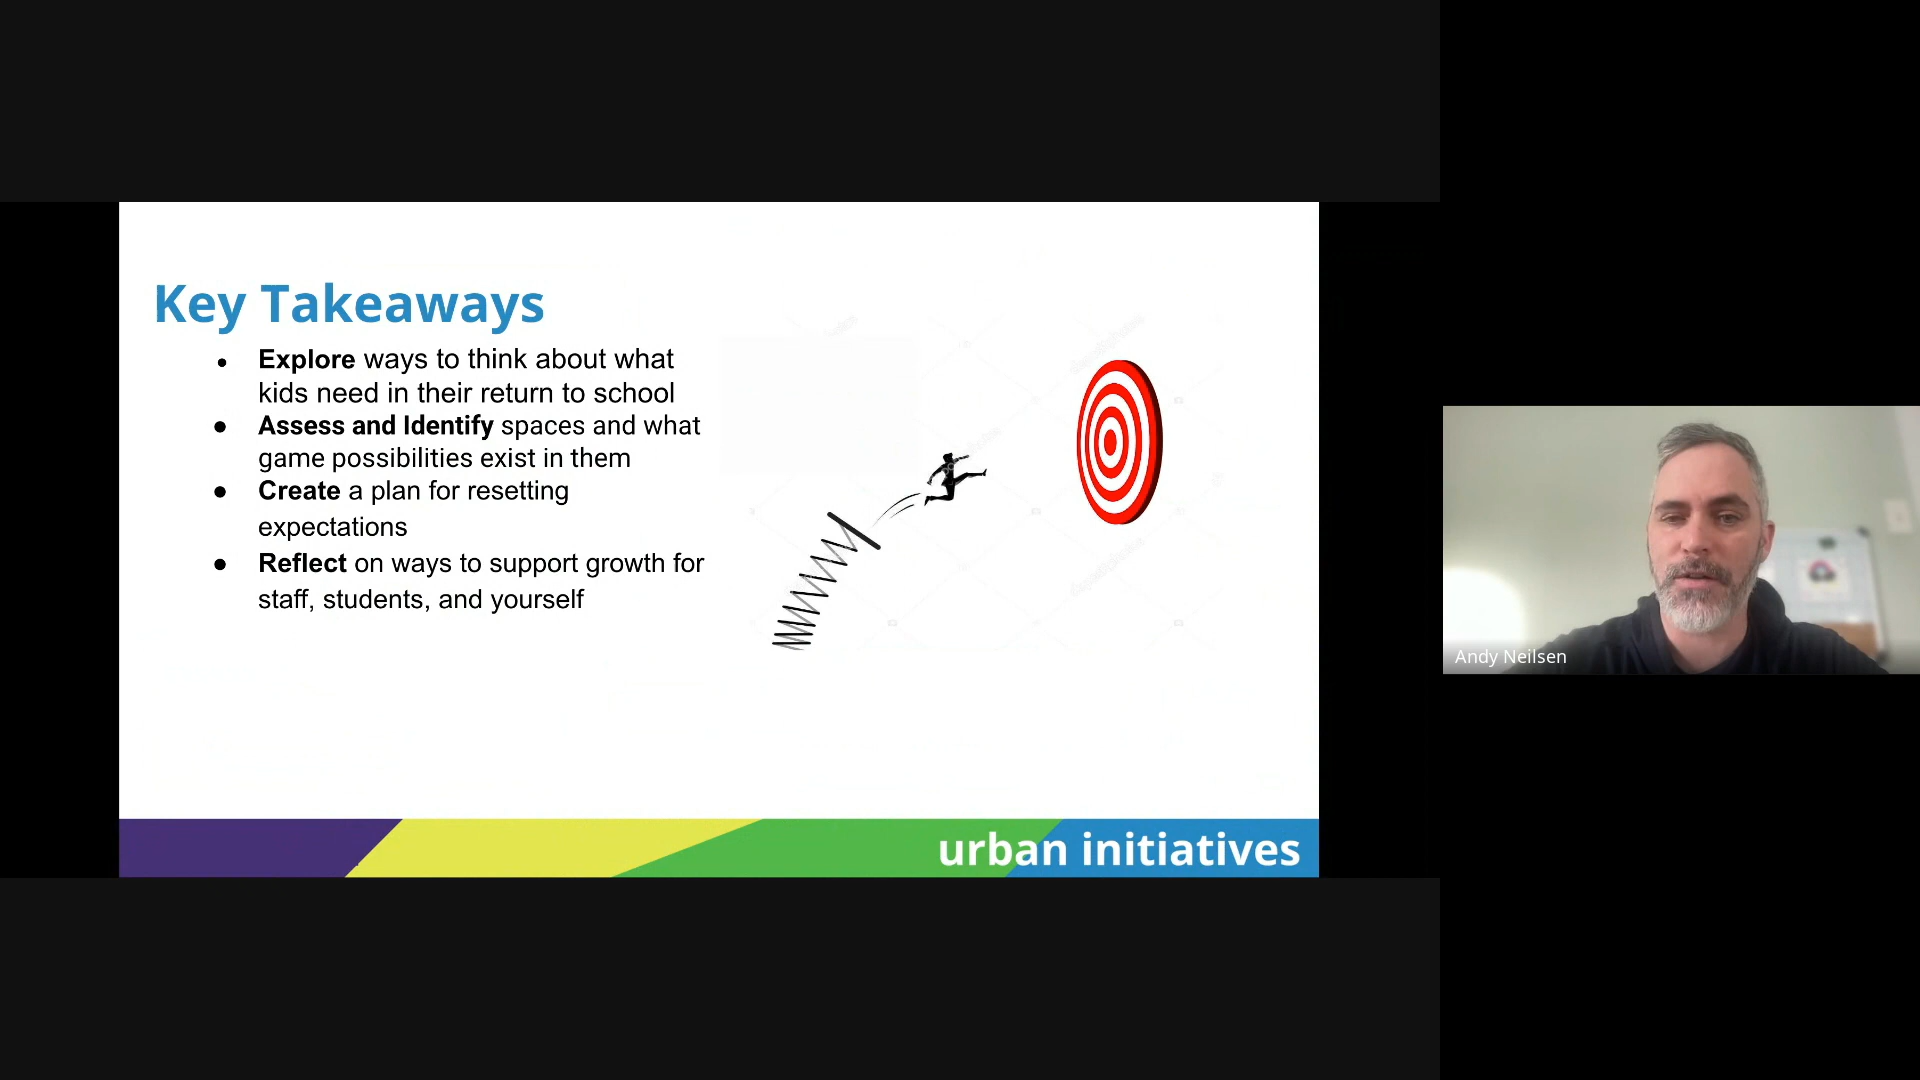 Key Takeaways
● Explore ways to think about what
kids need in their return to school
● Assess and Identify spaces and what
game possibilities exist in them
● Create a plan for resetting
expectations
● Reflect on ways to support growth for
staff, students, and yourself
urban initiatives
Andy Neilsen